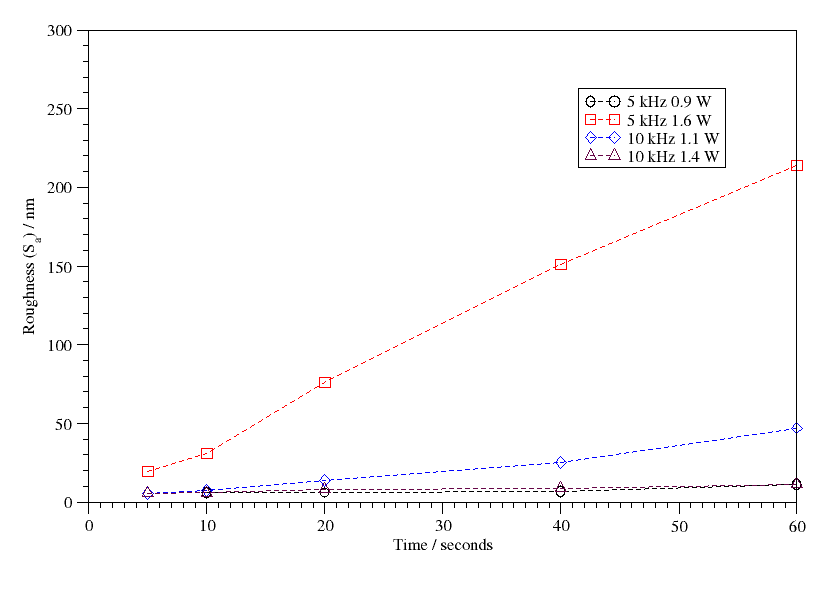 300
250
200
150
100
50
0
Roughness (Sa) / nm
5 kHz 0.9 W
5 kHz 1.6 W
10 kHz 1.1 W
10 kHz 1.4 W
0 10 20 30 40 50 60
Time / seconds